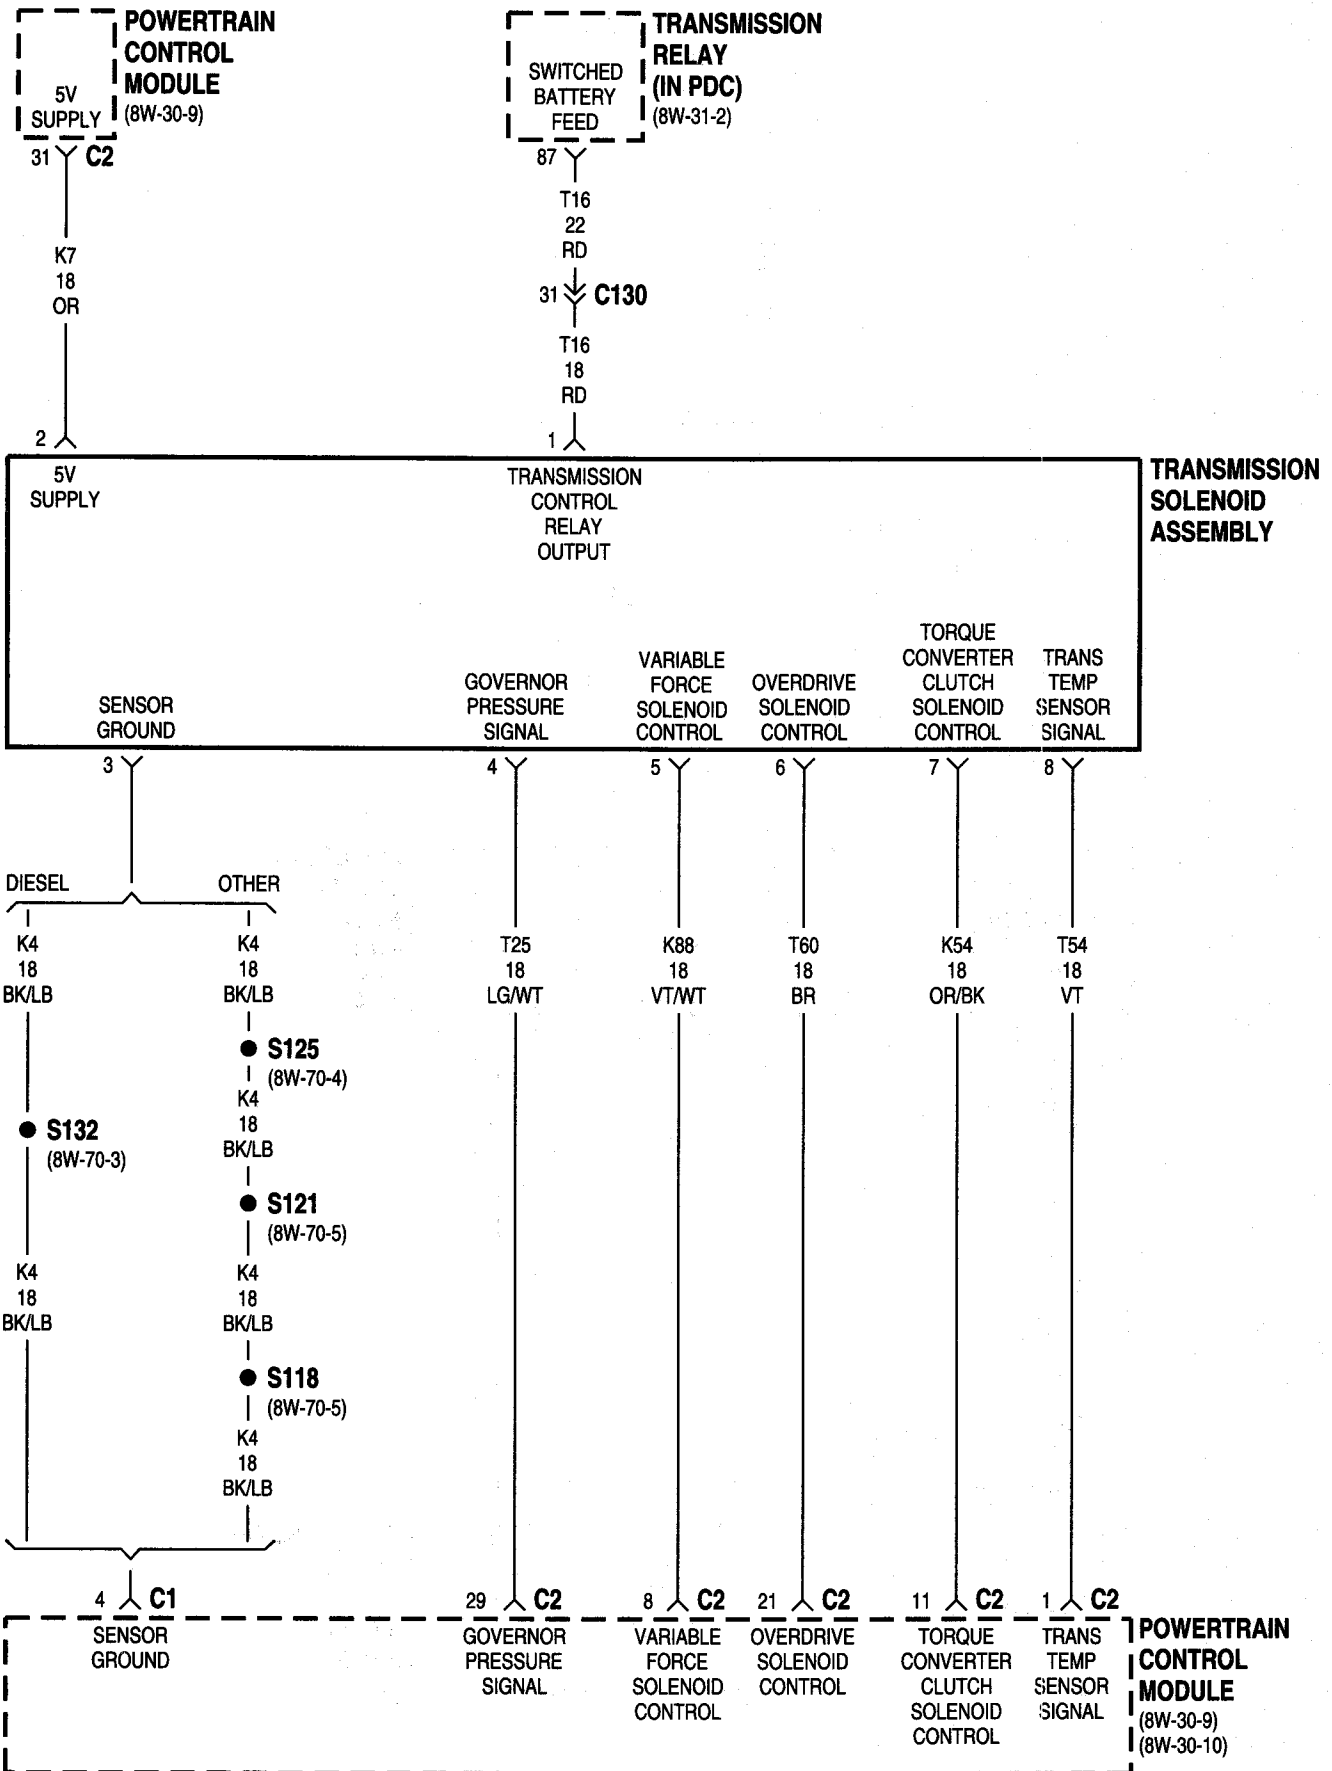 POWERTRAIN
CONTROL
MODULE
(8W-30-9)
5V
SUPPLY
31 C2
K7
18
OR
2
TRANSMISSION
RELAY
(IN PDC)
(8W-31-2)
SWITCHED
BATTERY
FEED
87
T16
22
RD
31 C130
T16
18
RD
1
5V
SUPPLY
TRANSMISSION
CONTROL
RELAY
OUTPUT
TRANSMISSION
SOLENOID
ASSEMBLY
SENSOR
GROUND
GOVERNOR
PRESSURE
SIGNAL
VARIABLE
FORCE
SOLENOID
CONTROL
OVERDRIVE
SOLENOID
CONTROL
TORQUE
CONVERTER
CLUTCH
SOLENOID
CONTROL
TRANS
TEMP
SENSOR
SIGNAL
3
4
5
6
7
8
DIESEL
OTHER
K4
18
BK/LB
S132
(8W-70-3)
K4
18
BK/LB
K4
18
BK/LB
S125
(8W-70-4)
K4
18
BK/LB
S121
(8W-70-5)
K4
18
BK/LB
S118
(8W-70-5)
K4
18
BK/LB
T25
18
LG/WT
K88
18
VT/WT
T60
18
BR
K54
18
OR/BK
T54
18
VT
4 C1
29 C2
8 C2
21 C2
11 C2
1 C2
SENSOR
GROUND
GOVERNOR
PRESSURE
SIGNAL
VARIABLE
FORCE
SOLENOID
CONTROL
OVERDRIVE
SOLENOID
CONTROL
TORQUE
CONVERTER
CLUTCH
SOLENOID
CONTROL
TRANS
TEMP
SENSOR
SIGNAL
POWERTRAIN
CONTROL
MODULE
(8W-30-9)
(8W-30-10)